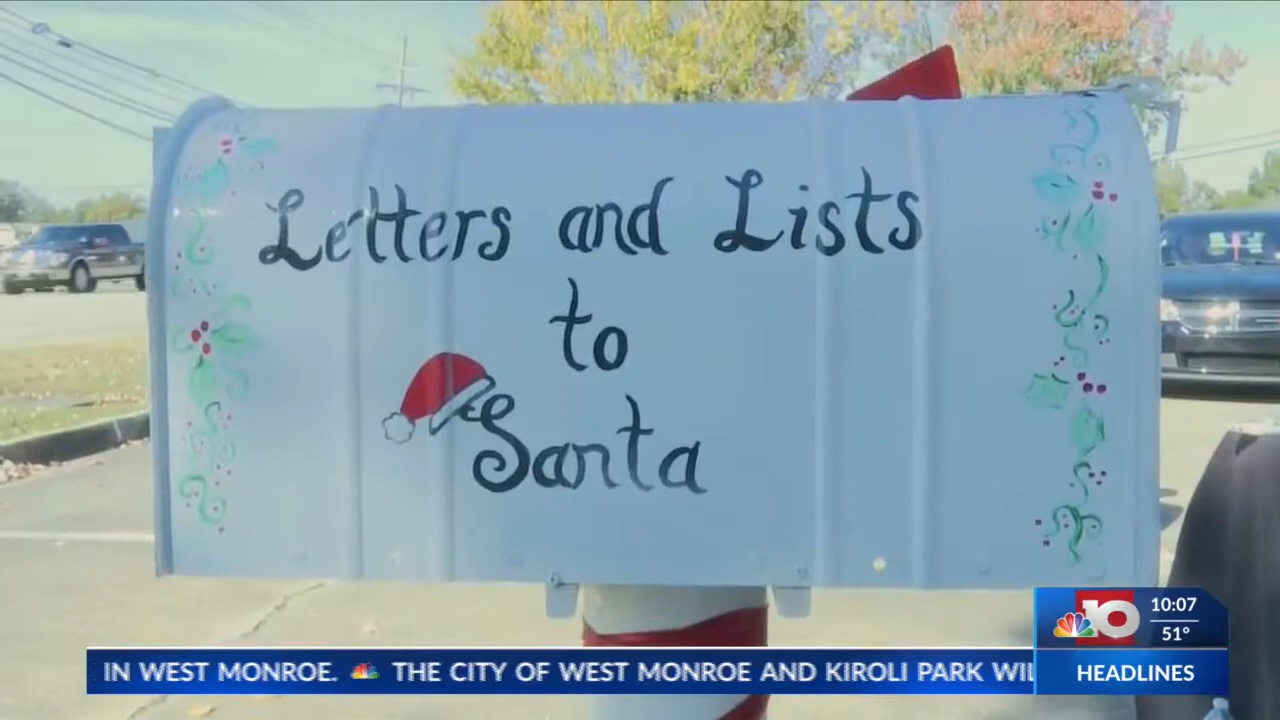 Letters and Lists
to
Santa
10 10:07
51°
IN WEST MONROE. THE CITY OF WEST MONROE AND KIROLI PARK
HEADLINES